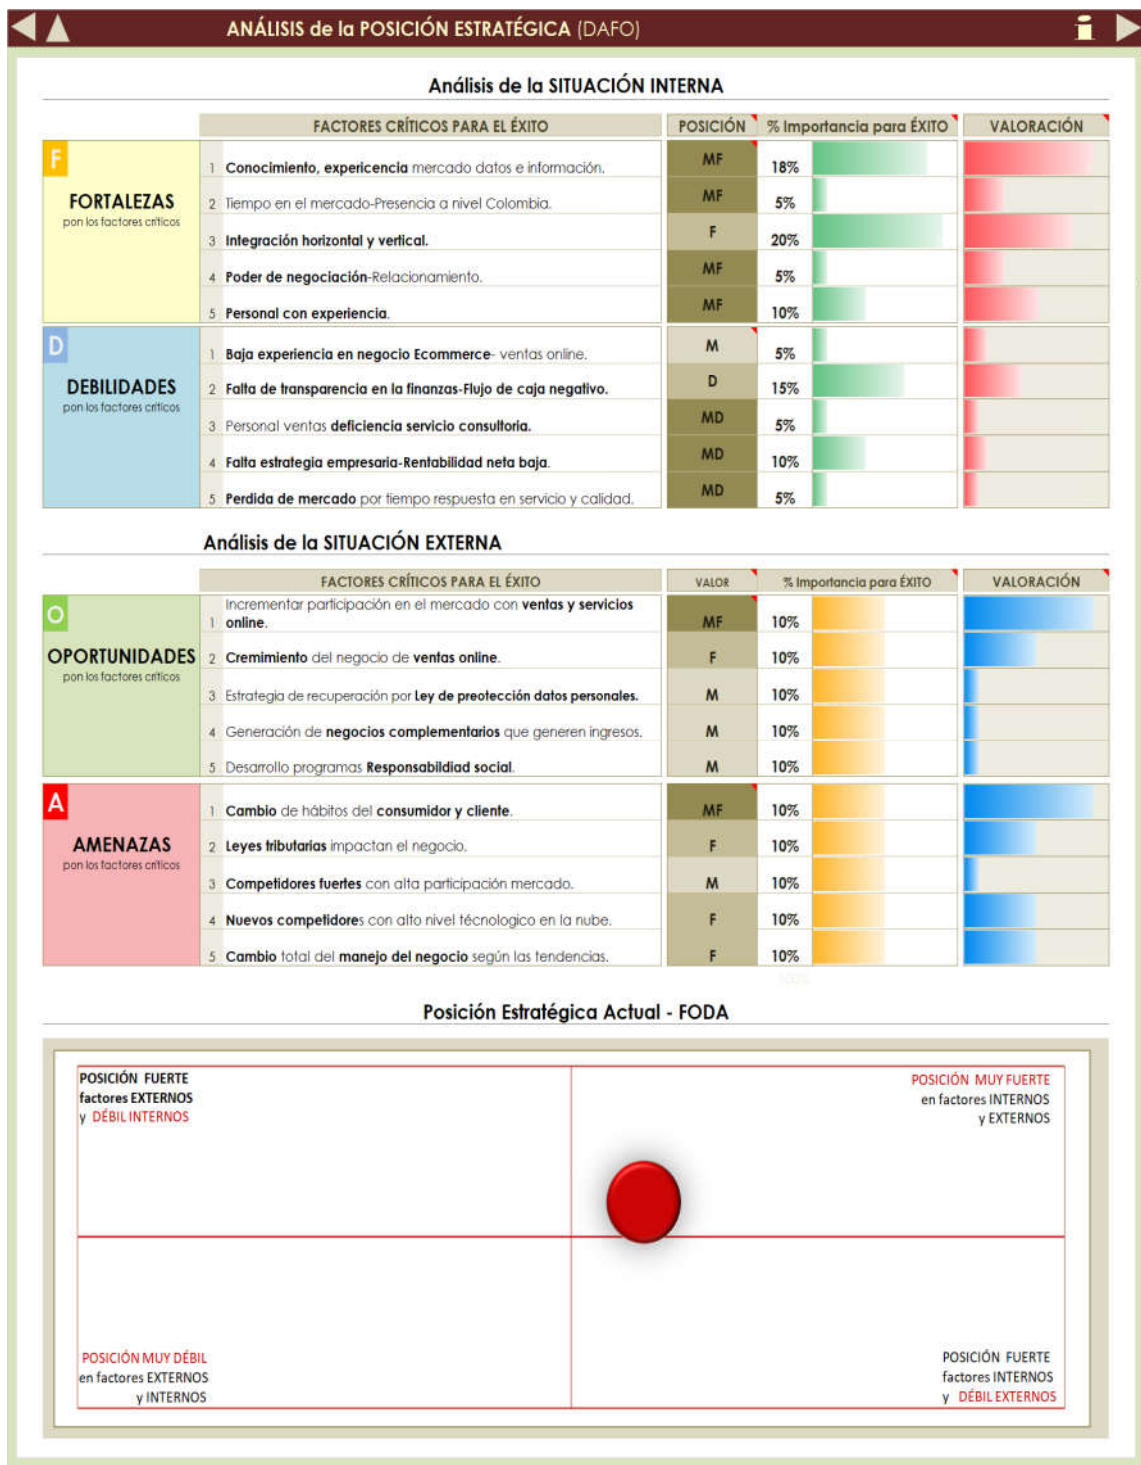 ANÁLISIS de la POSICIÓN ESTRATÉGICA (DAFO)
i
Análisis de la SITUACIÓN INTERNA
FACTORES CRÍTICOS PARA EL ÉXITO POSICIÓN % Importancia para ÉXITO VALORACIÓN
F
FORTALEZAS
pon los factores críticos
1 Conocimiento, expericencia mercado datos e información. MF 18%
2 Tiempo en el mercado-Presencia a nivel Colombia. MF 5%
3 Integración horizontal y vertical. F 20%
4 Poder de negociación-Relacionamiento. MF 5%
5 Personal con experiencia. MF 10%
D
DEBILIDADES
pon los factores críticos
1 Baja experiencia en negocio Ecommerce- ventas online. M 5%
2 Falta de transparencia en la finanzas-Flujo de caja negativo. D 15%
3 Personal ventas deficiencia servicio consultoria. MD 5%
4 Falta estrategia empresaria-Rentabilidad neta baja. MD 10%
5 Perdida de mercado por tiempo respuesta en servicio y calidad. MD 5%
Análisis de la SITUACIÓN EXTERNA
FACTORES CRÍTICOS PARA EL ÉXITO VALOR % Importancia para ÉXITO VALORACIÓN
O
OPORTUNIDADES
pon los factores críticos
Incrementar participación en el mercado con ventas y servicios
1 online. MF 10%
2 Cremimiento del negocio de ventas online. F 10%
3 Estrategia de recuperación por Ley de preotección datos personales. M 10%
4 Generación de negocios complementarios que generen ingresos. M 10%
5 Desarrollo programas Responsabildiad social. M 10%
A
AMENAZAS
pon los factores críticos
1 Cambio de hábitos del consumidor y cliente. MF 10%
2 Leyes tributarias impactan el negocio. F 10%
3 Competidores fuertes con alta participación mercado. M 10%
4 Nuevos competidores con alto nivel técnologico en la nube. F 10%
5 Cambio total del manejo del negocio según las tendencias. F 10%
100%
Posición Estratégica Actual - FODA
POSICIÓN FUERTE
factores EXTERNOS
y DÉBIL INTERNOS
POSICIÓN MUY FUERTE
en factores INTERNOS
y EXTERNOS
POSICIÓN MUY DÉBIL
en factores EXTERNOS
y INTERNOS
POSICIÓN FUERTE
factores INTERNOS
y DÉBIL EXTERNOS